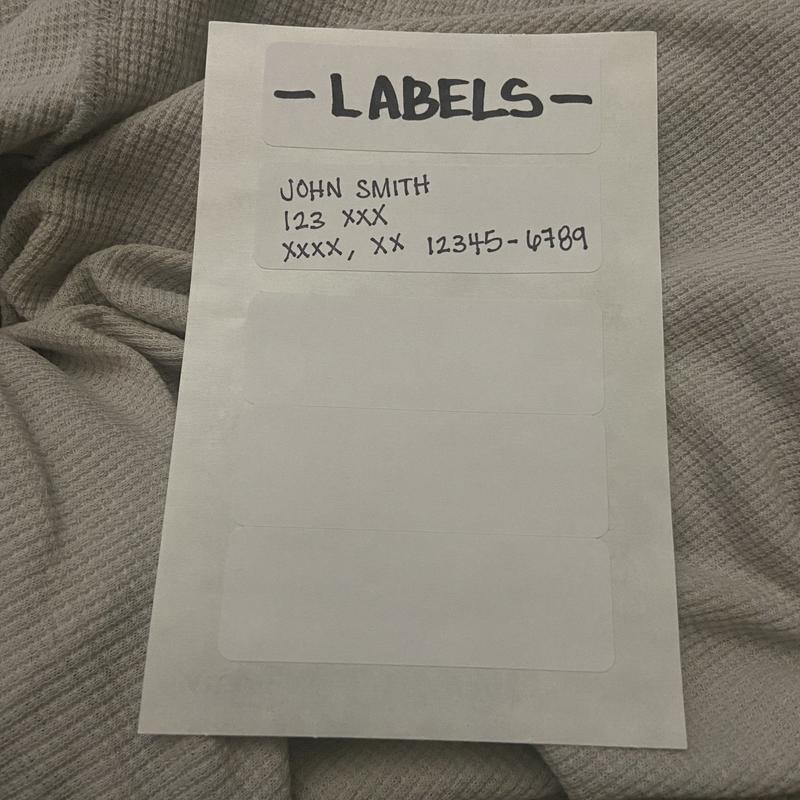 - LABELS -
JOHN SMITH
123 XXX
XXXX, XX 12345-6789